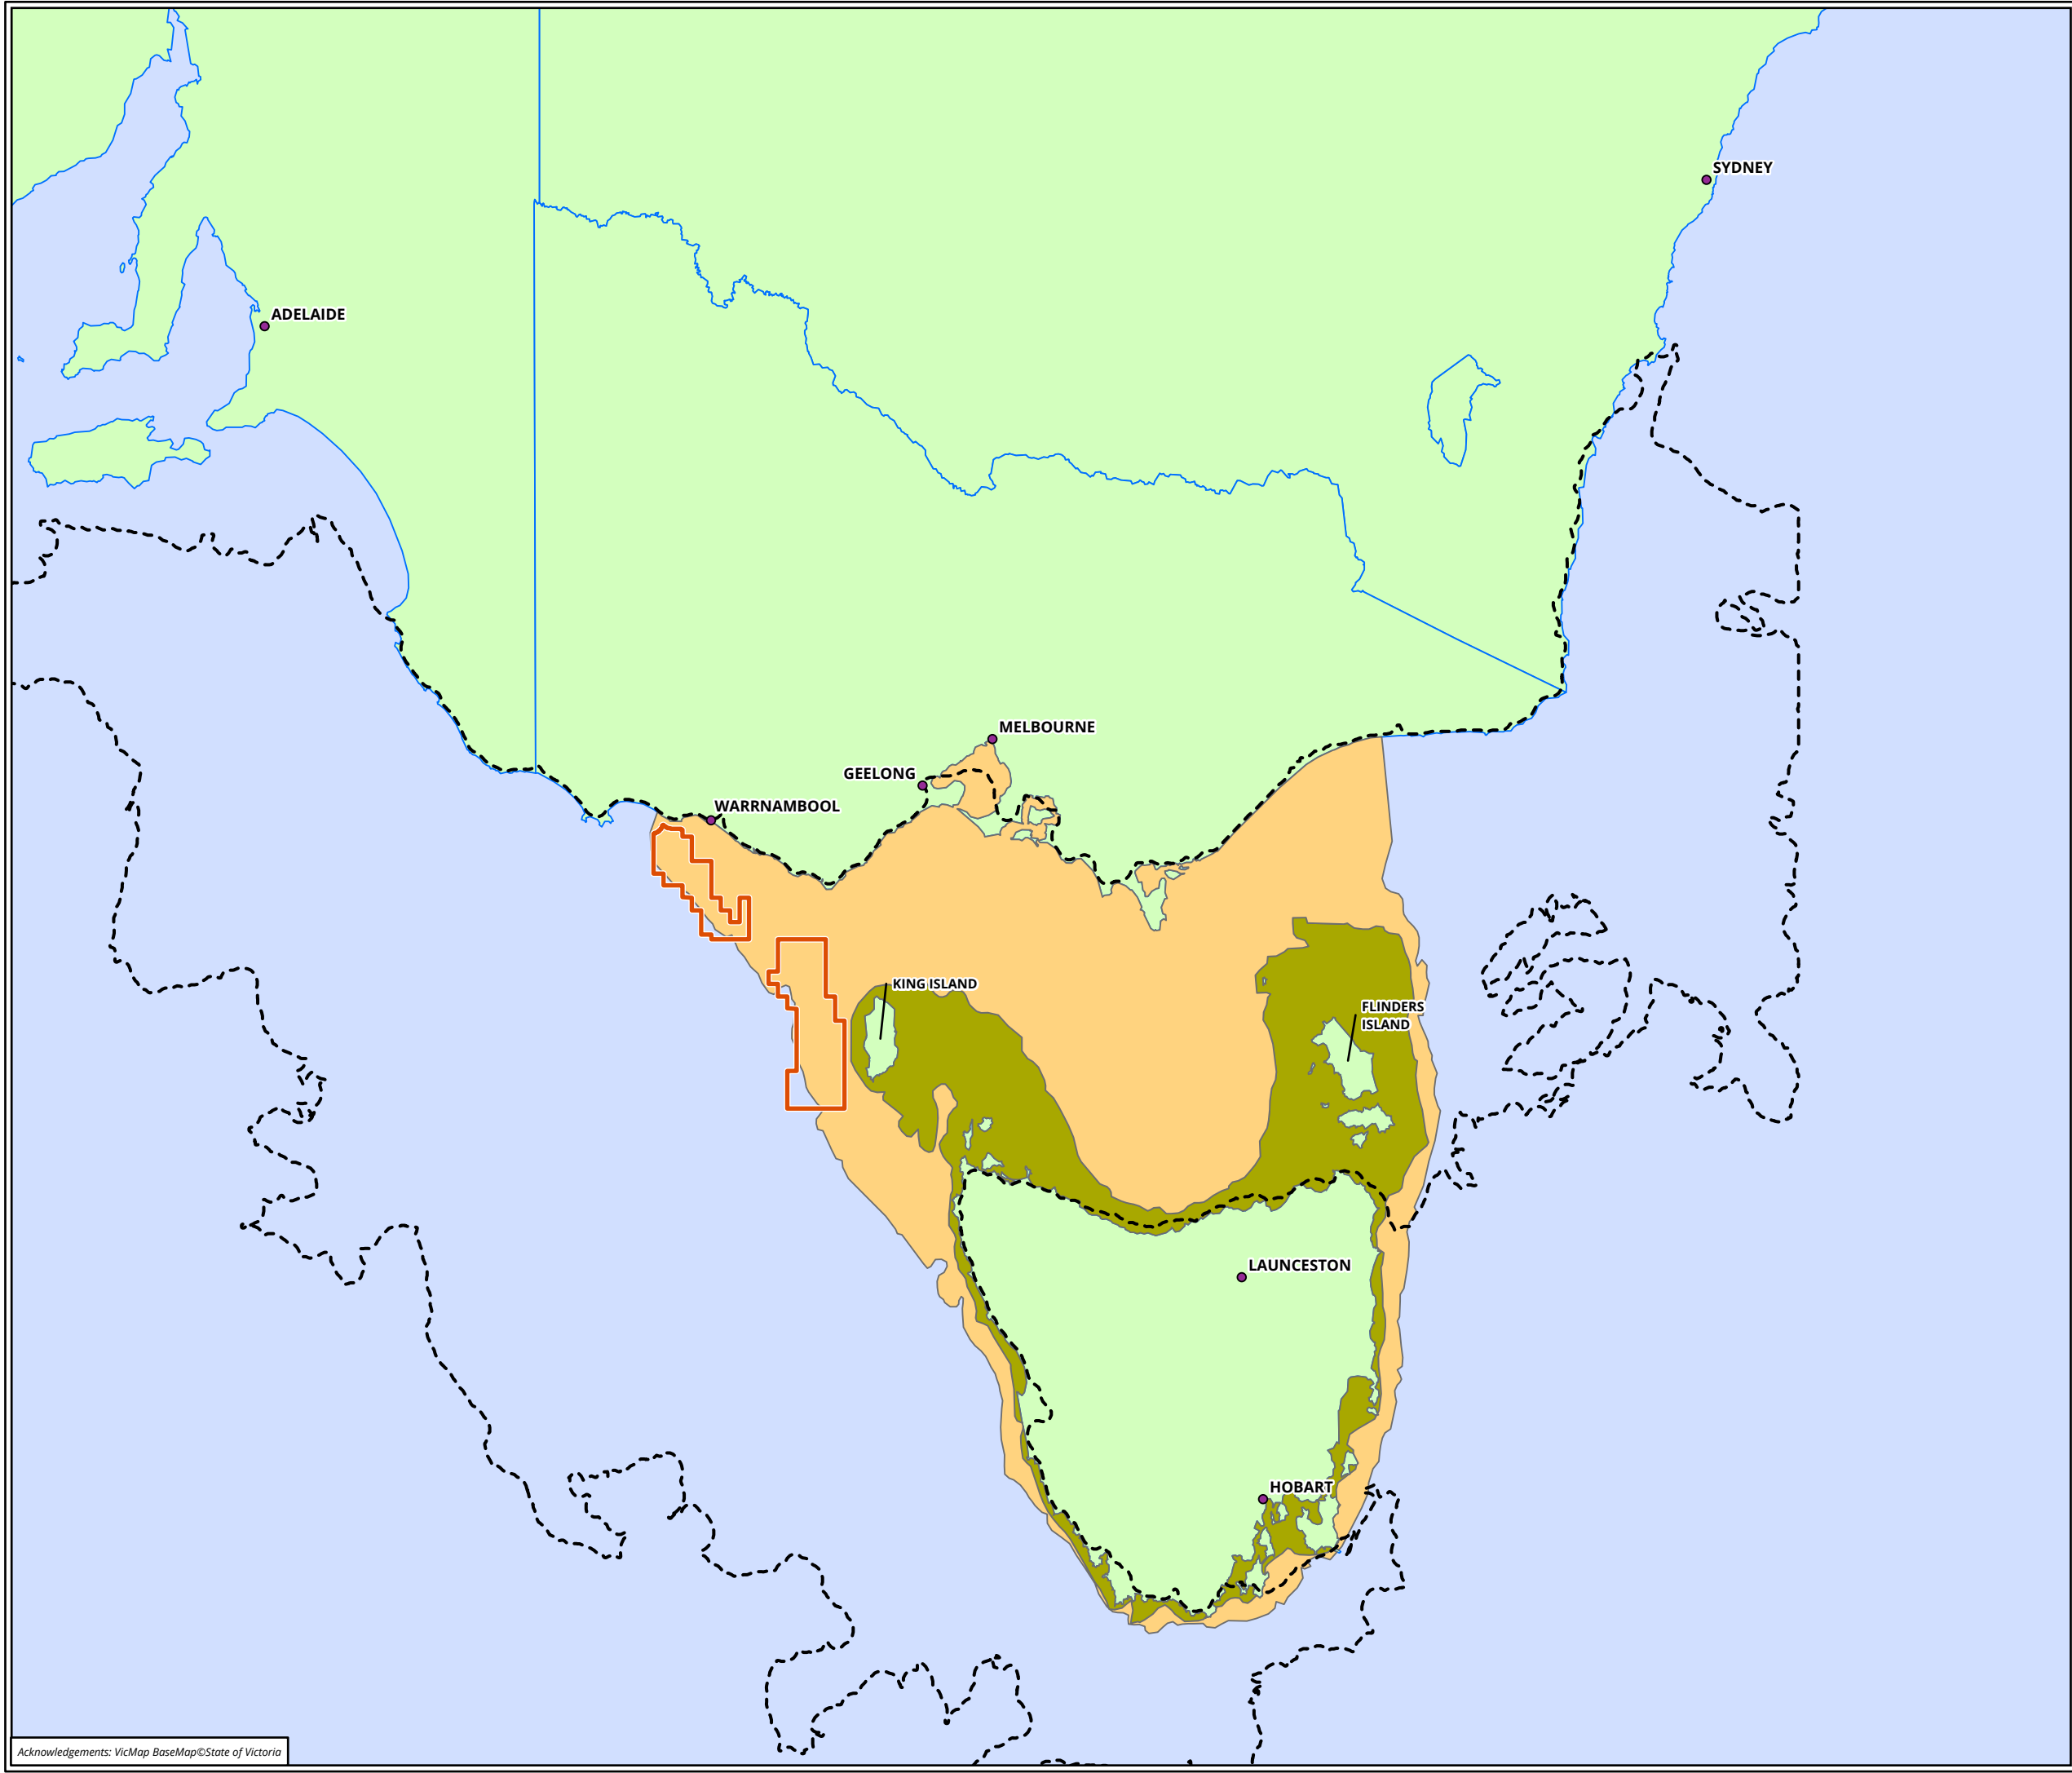 SYDNEY
ADELAIDE
MELBOURNE
GEELONG
WARRNAMBOOL
KING ISLAND
FLINDERS
ISLAND
LAUNCESTON
HOBART
Acknowledgements: VicMap BaseMap©State of Victoria